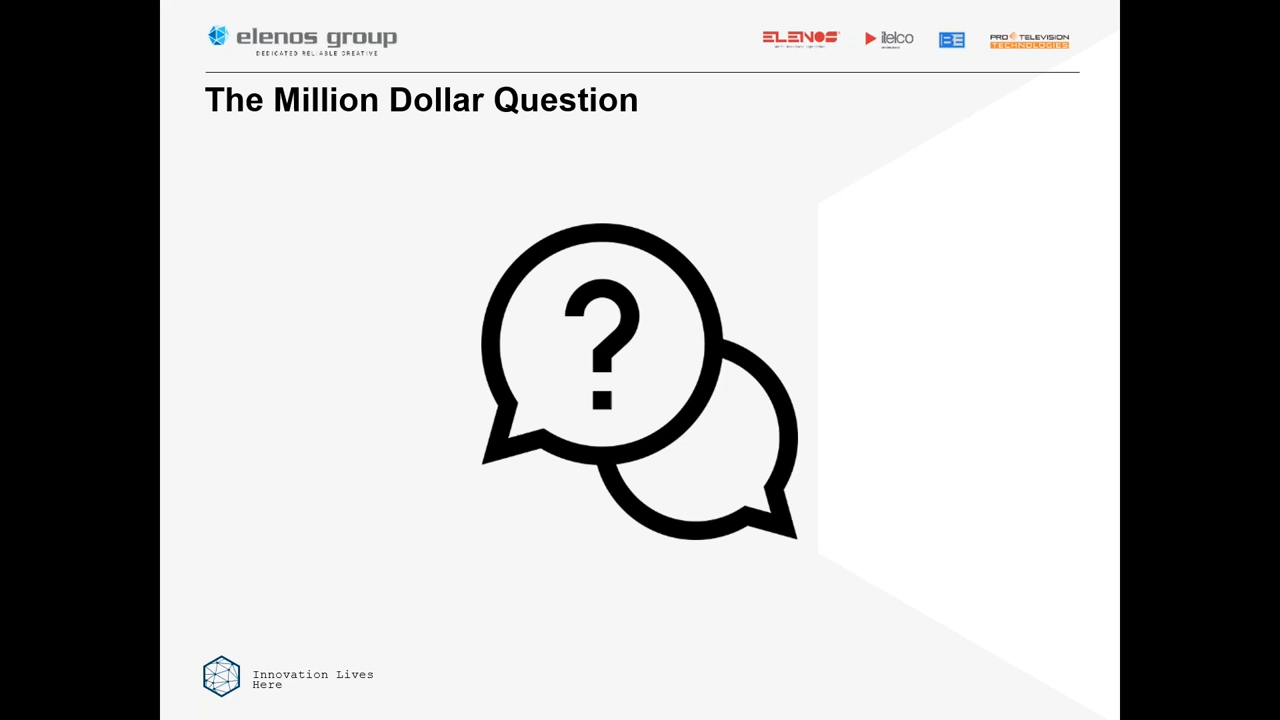 elenos group
DEDICATED RELIABLE CREATIVE
ELENOS
itelco
BE
PRO TELEVISION
TECHNOLOGIES
The Million Dollar Question
?
Innovation Lives
Here